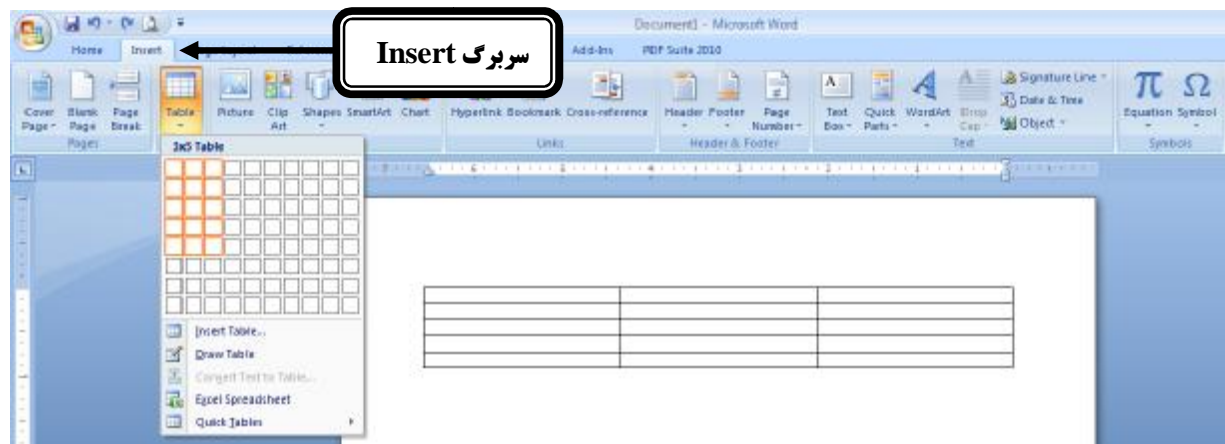 Document1 - Microsoft Word
Home Insert Add-Ins PDF Suite 2010
سربرگ Insert
Cover Page Blank Page Page Break Table Picture Clip Art Shapes SmartArt Chart Hyperlink Bookmark Cross-reference Header Footer Page Number Text Box Quick Parts WordArt Drop Cap Signature Line Date & Time Object Equation Symbol
Pages Links Header & Footer Text Symbols
3x5 Table
Insert Table...
Draw Table
Convert Text to Table...
Excel Spreadsheet
Quick Tables